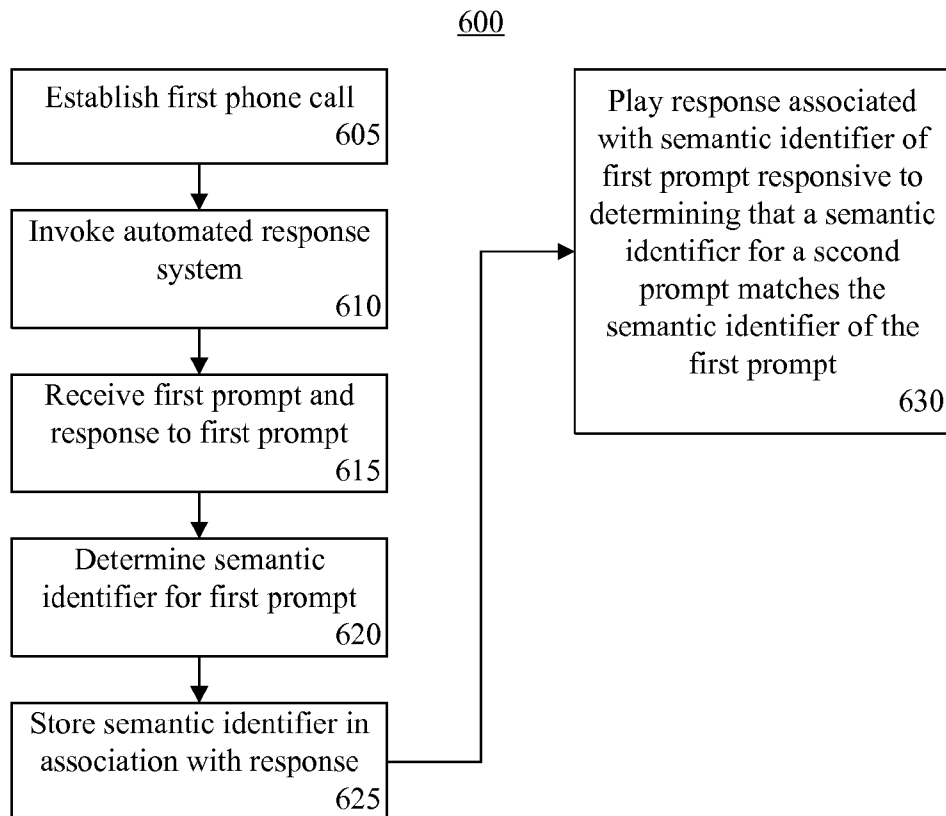 600
Establish first phone call
605
Invoke automated response
system
610
Receive first prompt and
response to first prompt
615
Determine semantic
identifier for first prompt
620
Store semantic identifier in
association with response
625
Play response associated
with semantic identifier of
first prompt responsive to
determining that a semantic
identifier for a second
prompt matches the
semantic identifier of the
first prompt
630